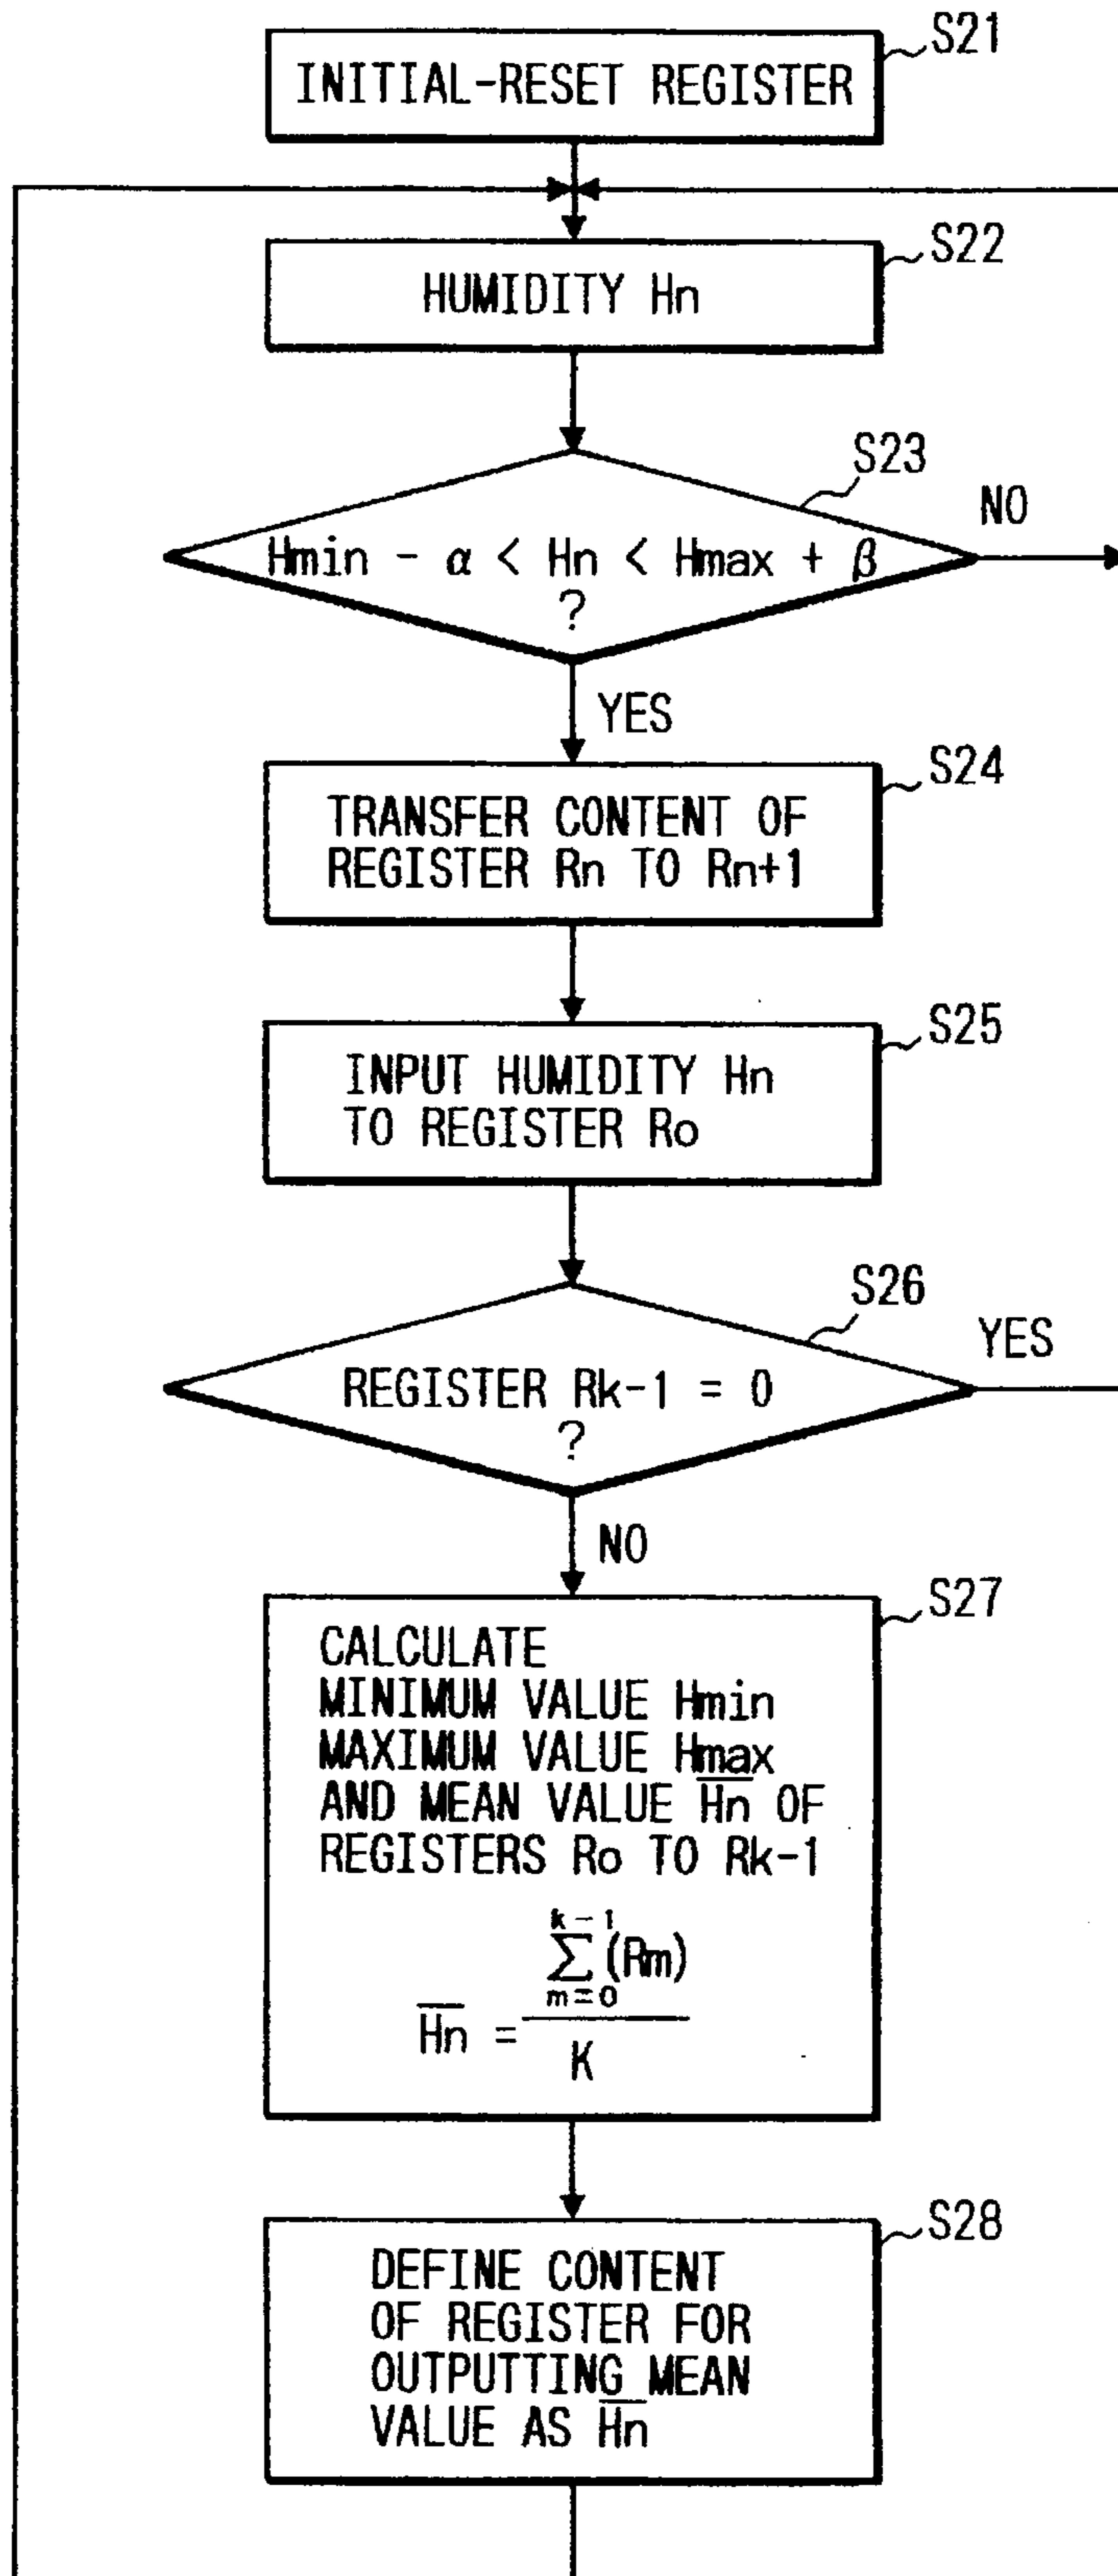 S21
INITIAL-RESET REGISTER
S22
HUMIDITY Hn
S23
NO
Hmin - α < Hn < Hmax + β
?
YES
S24
TRANSFER CONTENT OF
REGISTER Rn TO Rn+1
S25
INPUT HUMIDITY Hn
TO REGISTER Ro
S26
YES
REGISTER Rk-1 = 0
?
NO
S27
CALCULATE
MINIMUM VALUE Hmin
MAXIMUM VALUE Hmax
AND MEAN VALUE H̅n̅ OF
REGISTERS Ro TO Rk-1
k-1
∑(Rm)
m=0
H̅n̅ =
K
S28
DEFINE CONTENT
OF REGISTER FOR
OUTPUTTING MEAN
VALUE AS H̅n̅